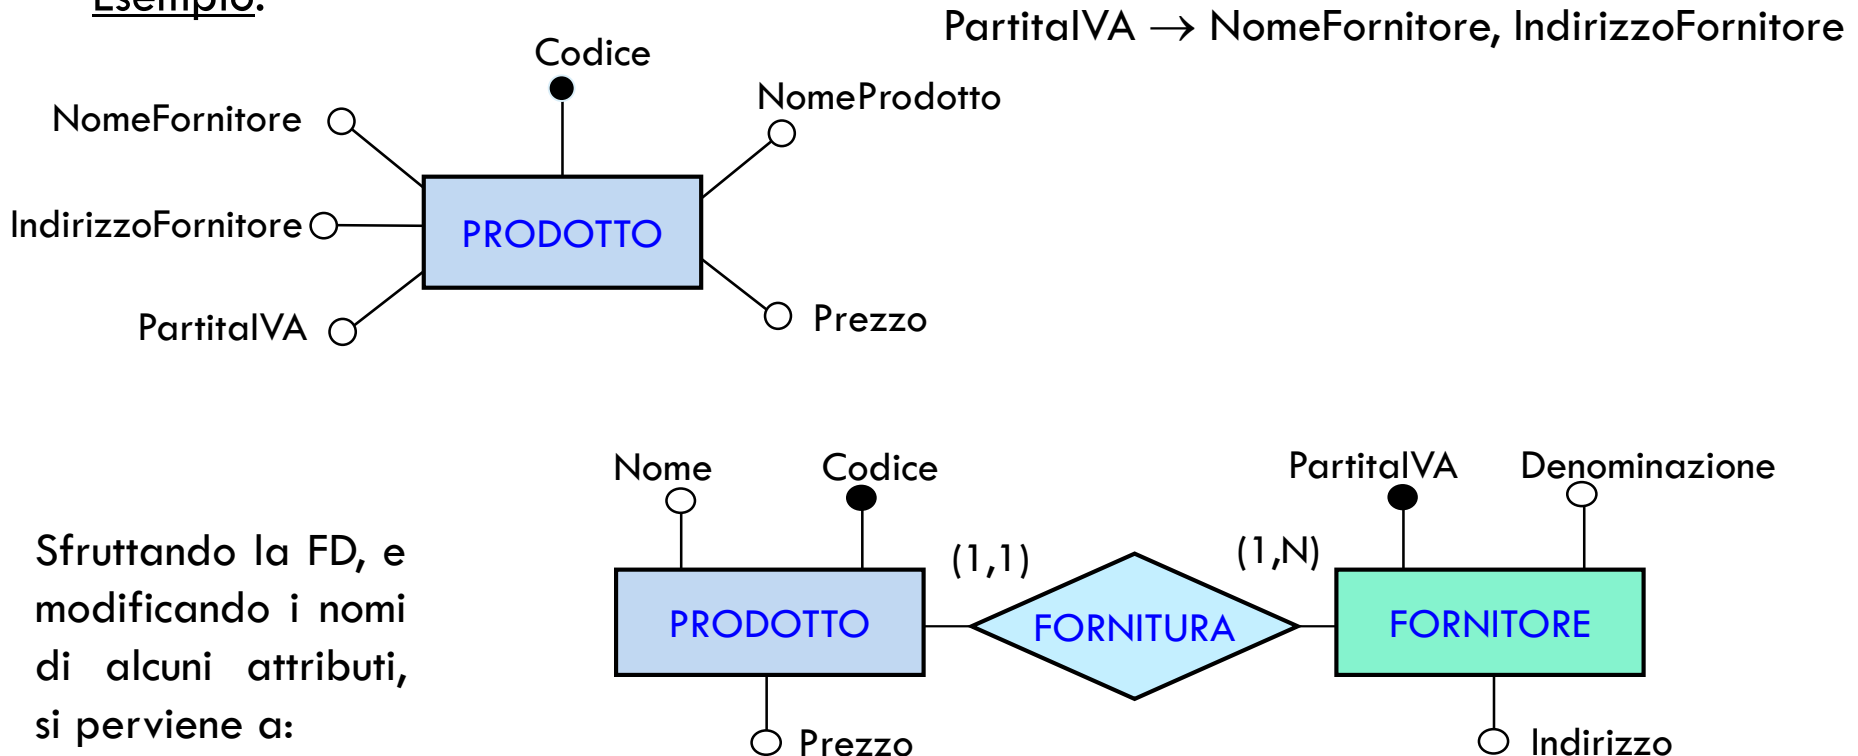 Esempio:
PartitaIVA → NomeFornitore, IndirizzoFornitore
Codice
NomeProdotto
NomeFornitore
IndirizzoFornitore
PRODOTTO
PartitaIVA
Prezzo
Sfruttando la FD, e
modificando i nomi
di alcuni attributi,
si perviene a:
Nome
Codice
PartitaIVA
Denominazione
(1,1)
(1,N)
PRODOTTO
FORNITURA
FORNITORE
Prezzo
Indirizzo